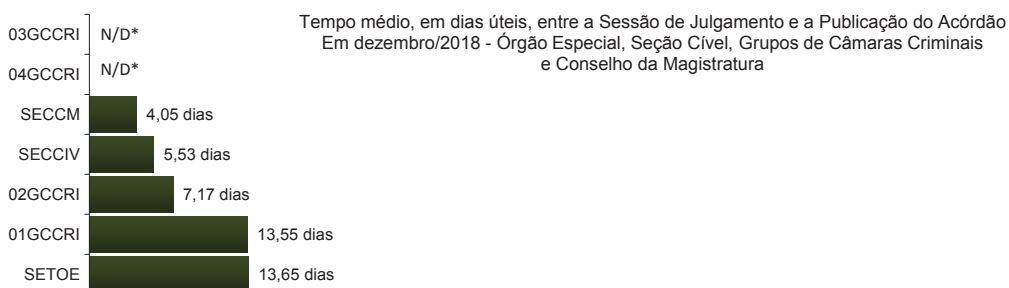 Tempo médio, em dias úteis, entre a Sessão de Julgamento e a Publicação do Acórdão
Em dezembro/2018 - Órgão Especial, Seção Cível, Grupos de Câmaras Criminais
e Conselho da Magistratura
03GCCRI N/D*
04GCCRI N/D*
SECCM 4,05 dias
SECCIV 5,53 dias
02GCCRI 7,17 dias
01GCCRI 13,55 dias
SETOE 13,65 dias